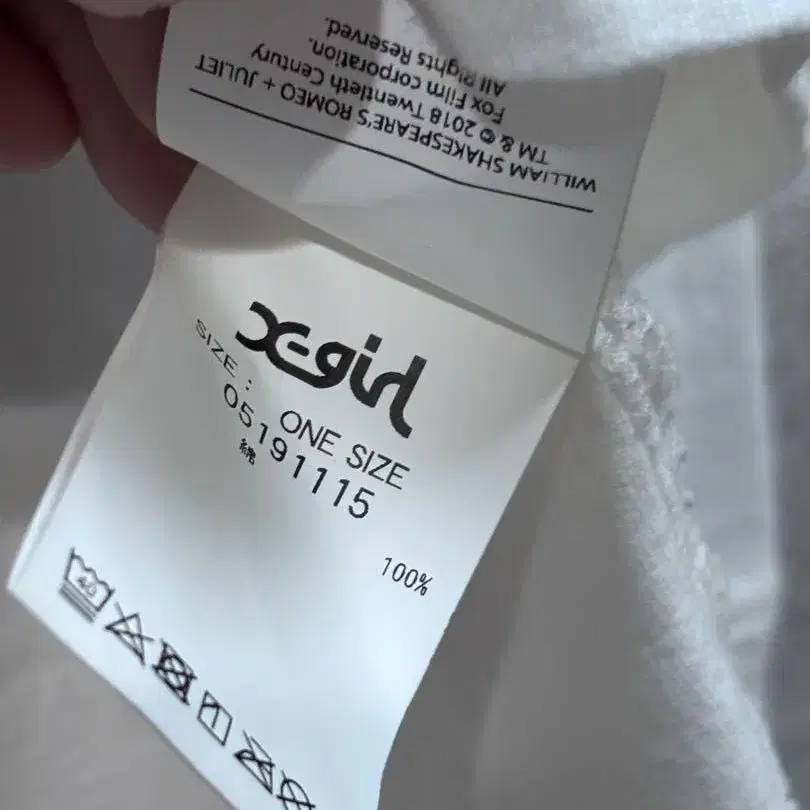 WILLIAM SHAKESPEARE'S ROMEO + JULIET
TM & © 2018 Twentieth Century
Fox Film corporation.
All Rights Reserved.
X-girl
SIZE : ONE SIZE
05191115
綿 100%
40